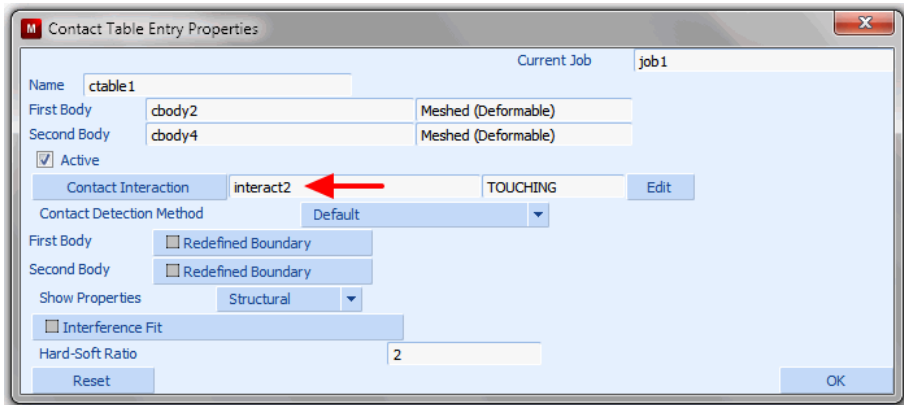 M Contact Table Entry Properties X
Current Job job1
Name ctable1
First Body cbody2 Meshed (Deformable)
Second Body cbody4 Meshed (Deformable)
Active
Contact Interaction interact2 TOUCHING Edit
Contact Detection Method Default
First Body Redefined Boundary
Second Body Redefined Boundary
Show Properties Structural
Interference Fit
Hard-Soft Ratio 2
Reset OK